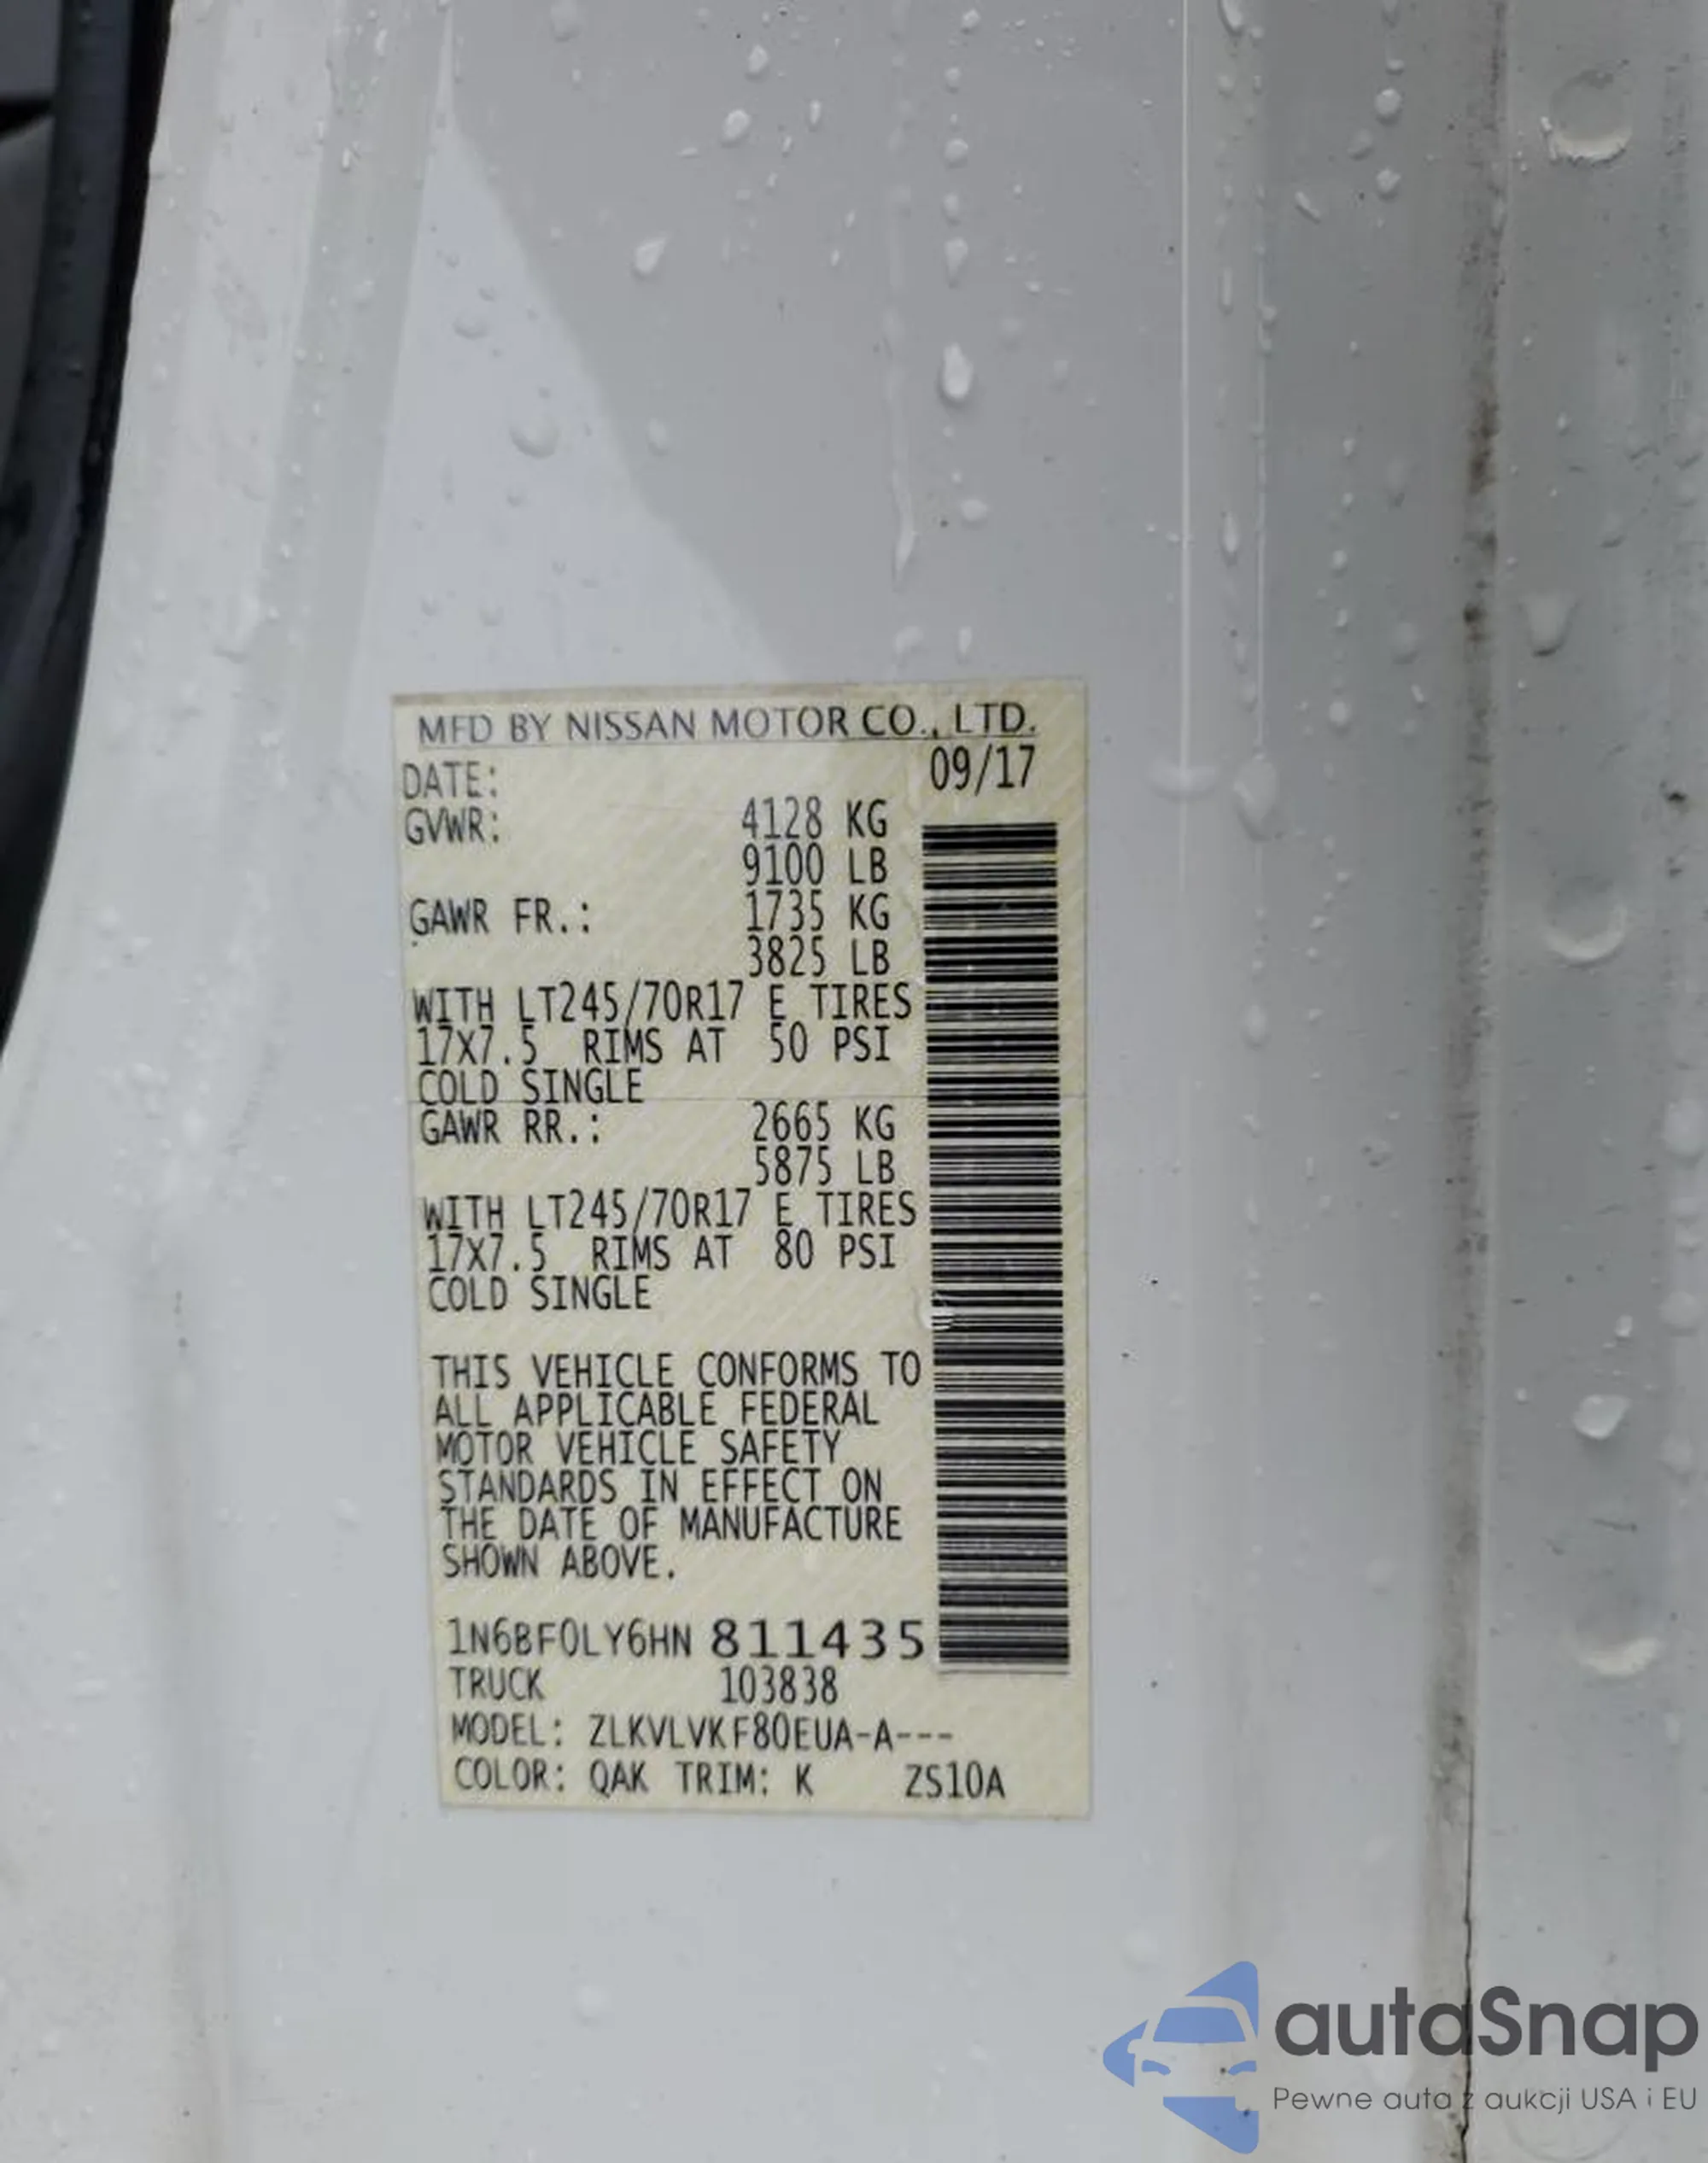 MFD BY NISSAN MOTOR CO., LTD.
DATE: 09/17
GVWR: 4128 KG
9100 LB
GAWR FR.: 1735 KG
3825 LB
WITH LT245/70R17 E TIRES
17X7.5 RIMS AT 50 PSI
COLD SINGLE
GAWR RR.: 2665 KG
5875 LB
WITH LT245/70R17 E TIRES
17X7.5 RIMS AT 80 PSI
COLD SINGLE
THIS VEHICLE CONFORMS TO
ALL APPLICABLE FEDERAL
MOTOR VEHICLE SAFETY
STANDARDS IN EFFECT ON
THE DATE OF MANUFACTURE
SHOWN ABOVE.
1N6BF0LY6HN 811435
TRUCK 103838
MODEL: ZLKVLVKF80EUA-A---
COLOR: QAK TRIM: K ZS10A
autaSnap
Pewne auta z aukcji USA i EU